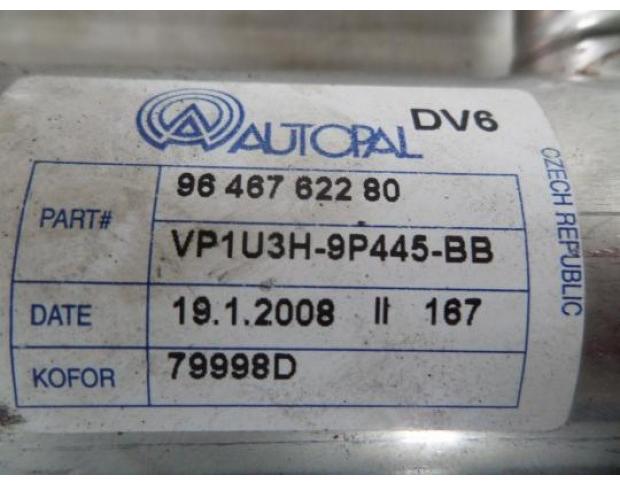 AUTOPAL DV6
PART# 96 467 622 80
VP1U3H-9P445-BB
DATE 19.1.2008 II 167
KOFOR 79998D
CZECH REPUBLIC